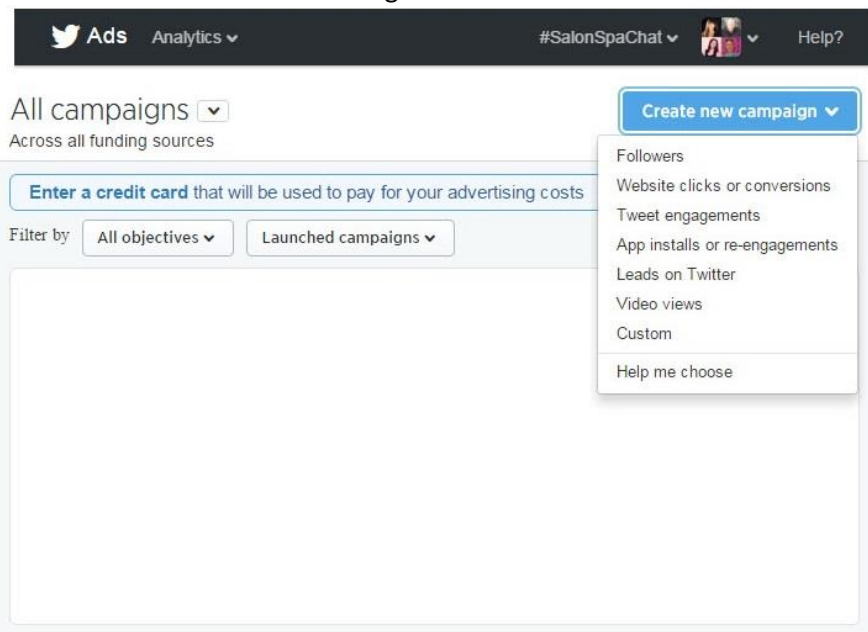 Ads Analytics #SalonSpaChat Help?
All campaigns Create new campaign
Across all funding sources
Followers
Website clicks or conversions
Tweet engagements
App installs or re-engagements
Leads on Twitter
Video views
Custom
Help me choose
Enter a credit card that will be used to pay for your advertising costs
Filter by All objectives Launched campaigns